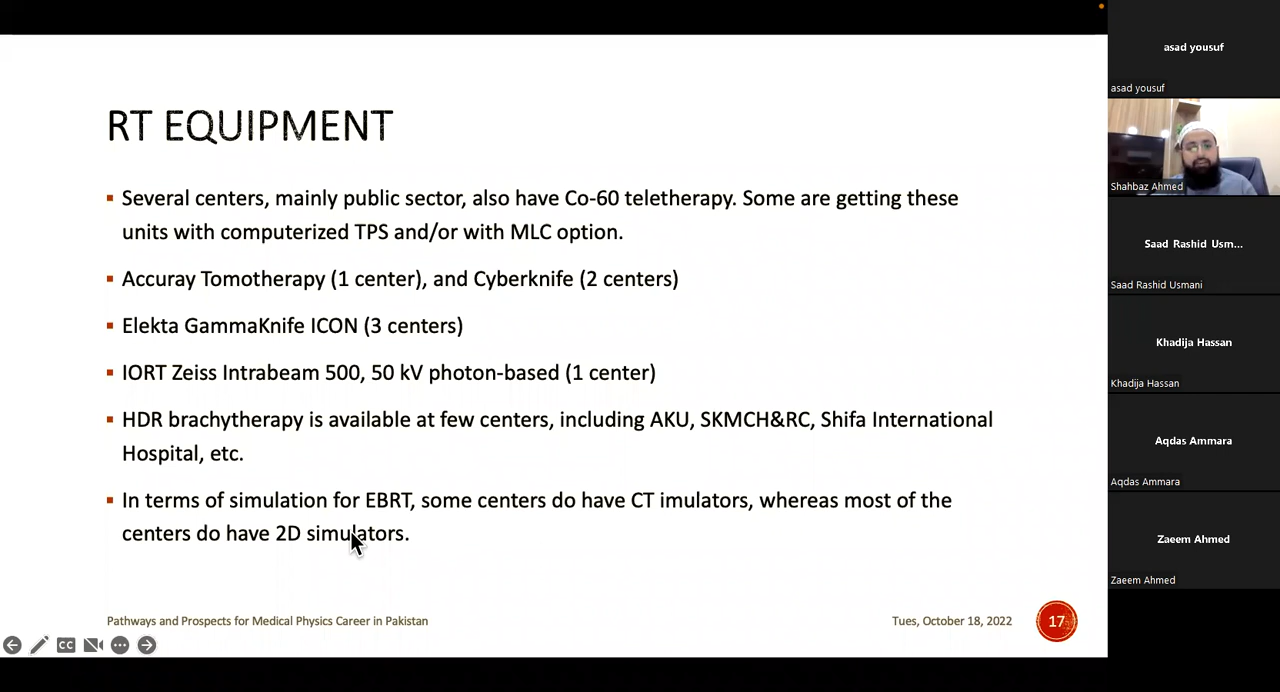 RT EQUIPMENT
▪ Several centers, mainly public sector, also have Co-60 teletherapy. Some are getting these
units with computerized TPS and/or with MLC option.
▪ Accuray Tomotherapy (1 center), and Cyberknife (2 centers)
▪ Elekta GammaKnife ICON (3 centers)
▪ IORT Zeiss Intrabeam 500, 50 kV photon-based (1 center)
▪ HDR brachytherapy is available at few centers, including AKU, SKMCH&RC, Shifa International
Hospital, etc.
▪ In terms of simulation for EBRT, some centers do have CT imulators, whereas most of the
centers do have 2D simulators.
Pathways and Prospects for Medical Physics Career in Pakistan
Tues, October 18, 2022
17
CC
asad yousuf
asad yousuf
Shahbaz Ahmed
Saad Rashid Usm...
Saad Rashid Usmani
Khadija Hassan
Khadija Hassan
Aqdas Ammara
Aqdas Ammara
Zaeem Ahmed
Zaeem Ahmed